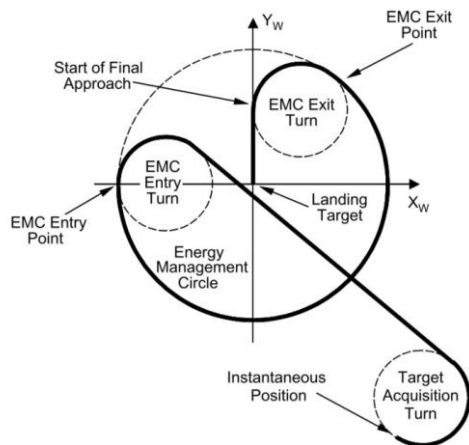 Y_W
EMC Exit
Point
Start of Final
Approach
EMC Exit
Turn
EMC
Entry
Turn
Landing
Target
X_W
EMC Entry
Point
Energy
Management
Circle
Instantaneous
Position
Target
Acquisition
Turn